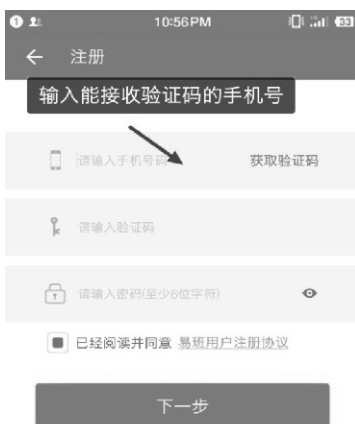 10:56PM 33
注册
输入能接收验证码的手机号
请输入手机号码 获取验证码
请输入验证码
请输入密码(至少6位字符)
已经阅读并同意 易班用户注册协议
下一步